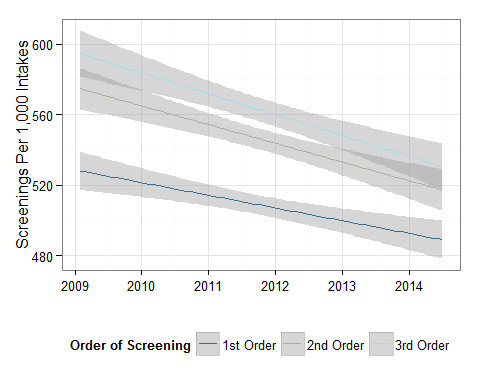 Screenings Per 1,000 Intakes
600
560
520
480
2009 2010 2011 2012 2013 2014
Order of Screening 1st Order 2nd Order 3rd Order